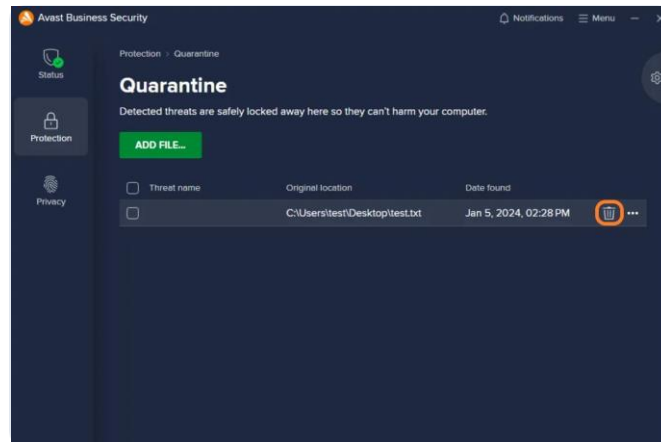 Avast Business Security
Notifications
Menu
Status
Protection
Privacy
Protection > Quarantine
Quarantine
Detected threats are safely locked away here so they can't harm your computer.
ADD FILE...
Threat name Original location Date found
C:\Users\test\Desktop\test.txt Jan 5, 2024, 02:28 PM